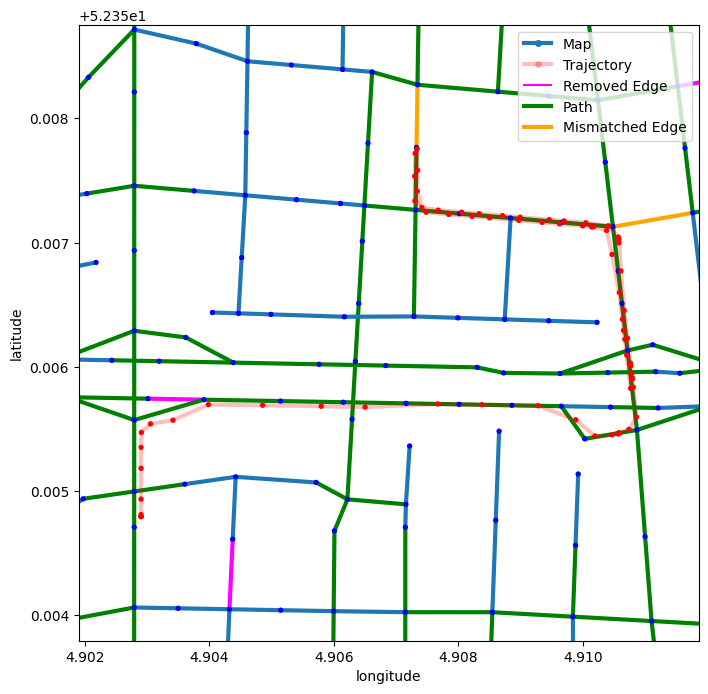 +5.235e1
Map
Trajectory
Removed Edge
Path
Mismatched Edge
0.008
0.007
0.006
0.005
0.004
latitude
4.902 4.904 4.906 4.908 4.910
longitude